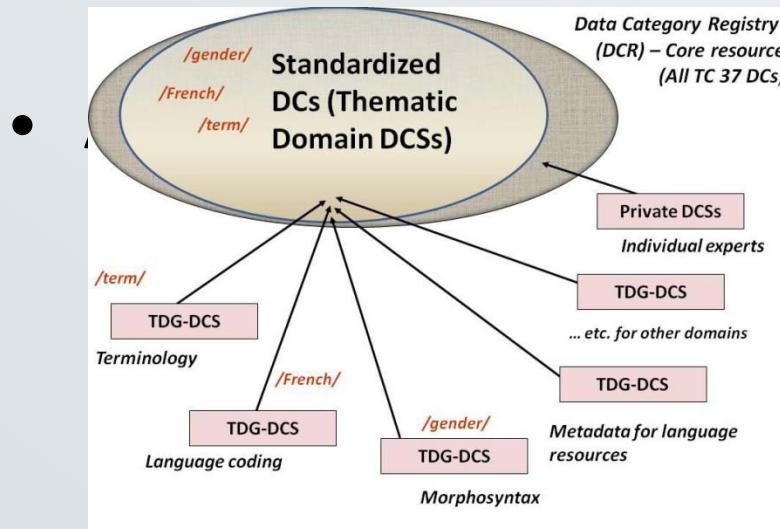 Data Category Registry
(DCR) – Core resource
(All TC 37 DCs)
/gender/
/French/
/term/
Standardized
DCs (Thematic
Domain DCSs)
Private DCSs
Individual experts
/term/
TDG-DCS
Terminology
TDG-DCS
... etc. for other domains
/French/
TDG-DCS
Language coding
/gender/
TDG-DCS
Morphosyntax
TDG-DCS
Metadata for language
resources